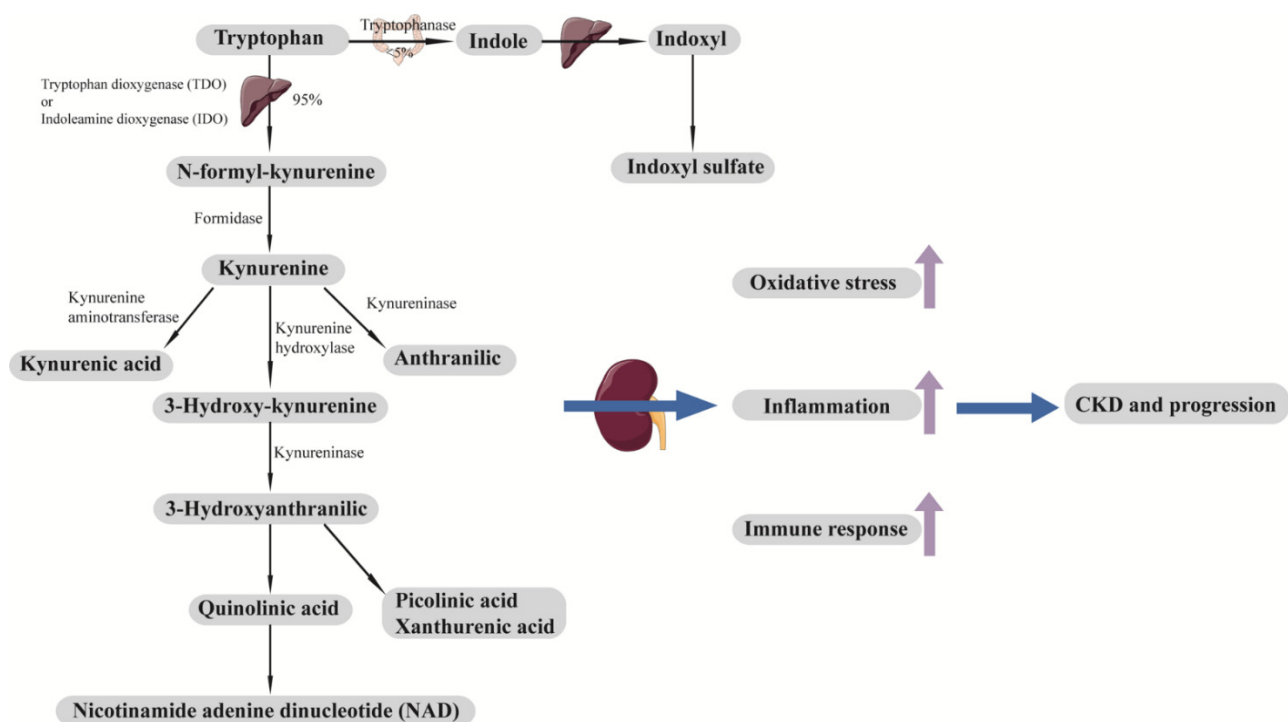 Tryptophan
Tryptophanase
<5%
Indole
Indoxyl
Tryptophan dioxygenase (TDO)
or
Indoleamine dioxygenase (IDO)
95%
N-formyl-kynurenine
Indoxyl sulfate
Formidase
Kynurenine
Kynurenine
aminotransferase
Kynurenine
hydroxylase
Kynureninase
Kynurenic acid
Anthranilic
3-Hydroxy-kynurenine
Kynureninase
3-Hydroxyanthranilic
Quinolinic acid
Picolinic acid
Xanthurenic acid
Nicotinamide adenine dinucleotide (NAD)
Oxidative stress
Inflammation
Immune response
CKD and progression